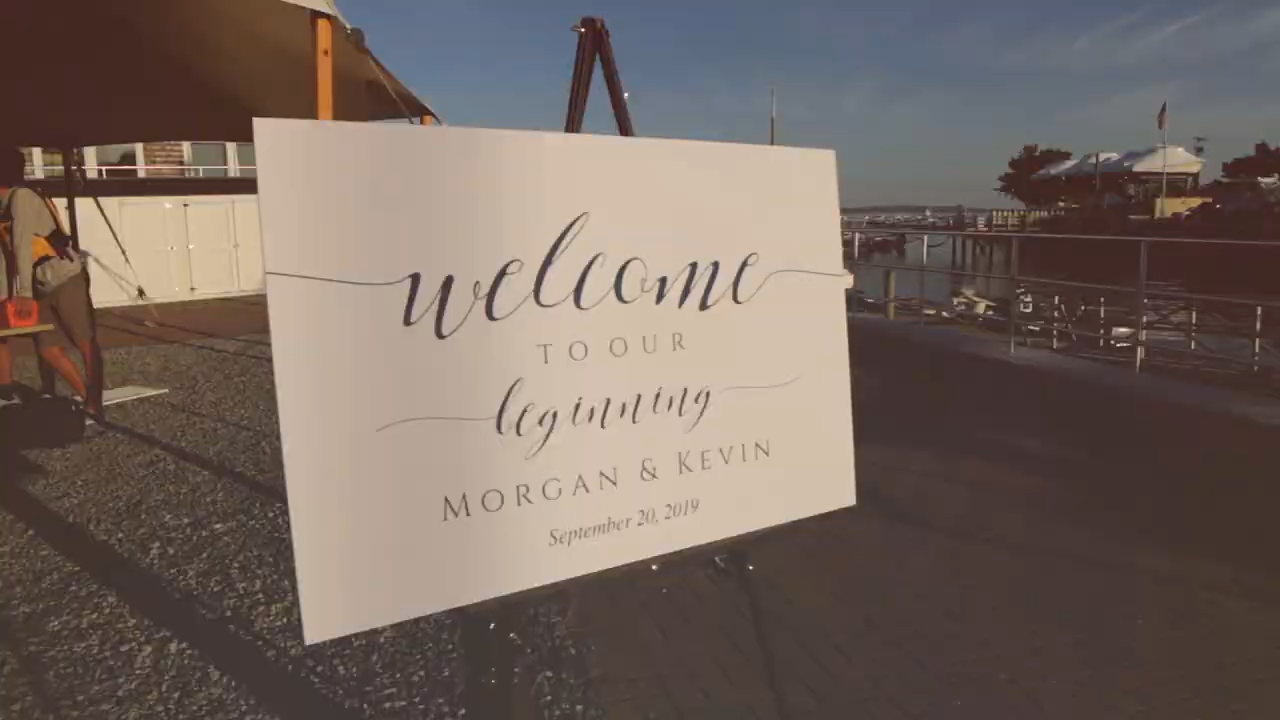 welcome
TO OUR
beginning
MORGAN & KEVIN
September 20, 2019